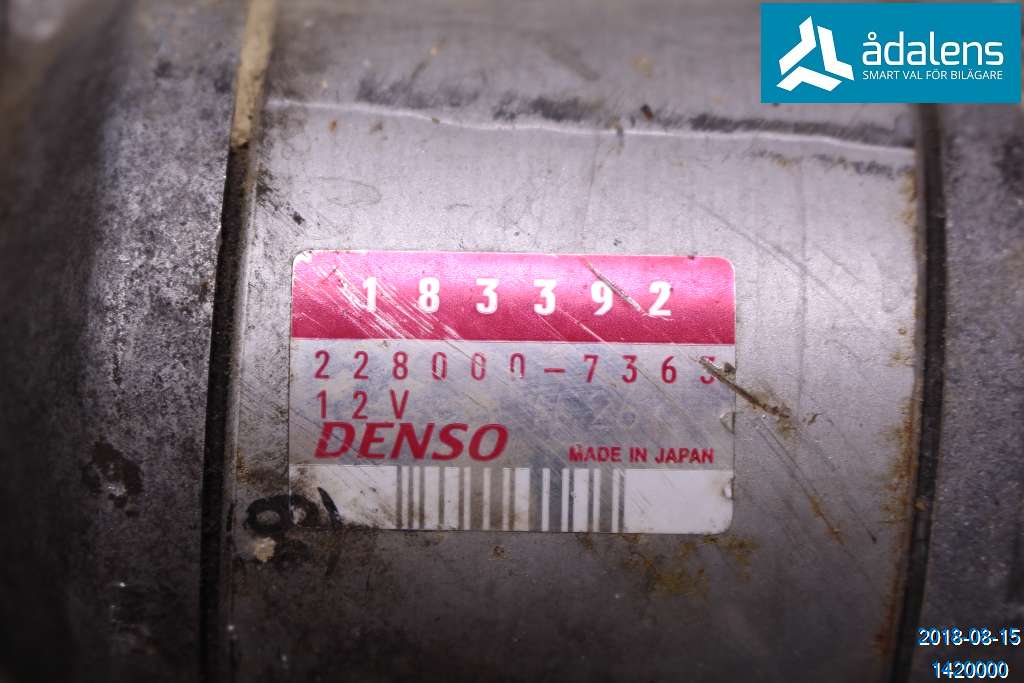 ådalens
SMART VAL FÖR BILÄGARE
183392
228000-7363
12V
DENSO
MADE IN JAPAN
2018-08-15
1420000